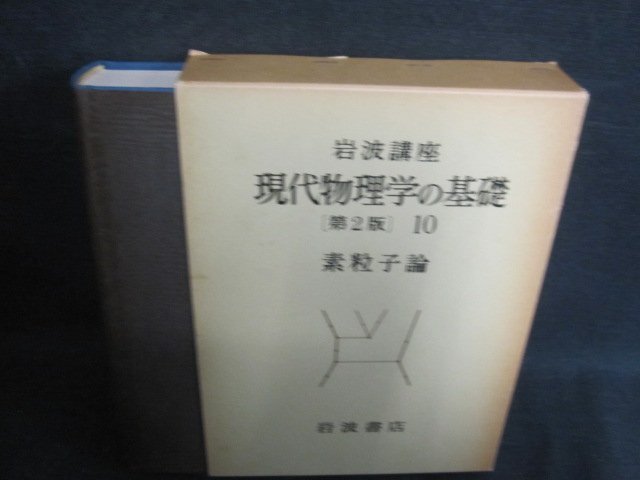 岩波講座
現代物理学の基礎
［第2版］ 10
素粒子論
岩波書店